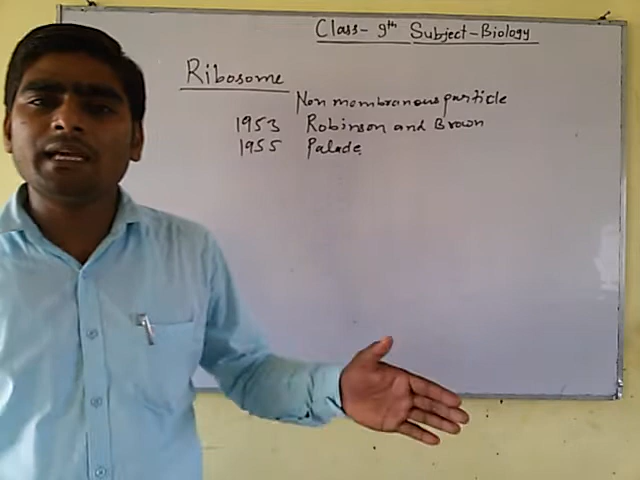 Class- 9th Subject-Biology
Ribosome
Non membranous particle
1953 Robinson and Brown
1955 Palade